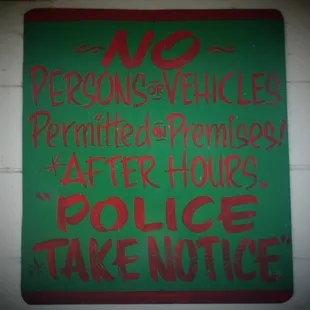 ~NO~
PERSONS OR VEHICLES
Permitted on Premises!
*AFTER HOURS.
"POLICE
*TAKE NOTICE"